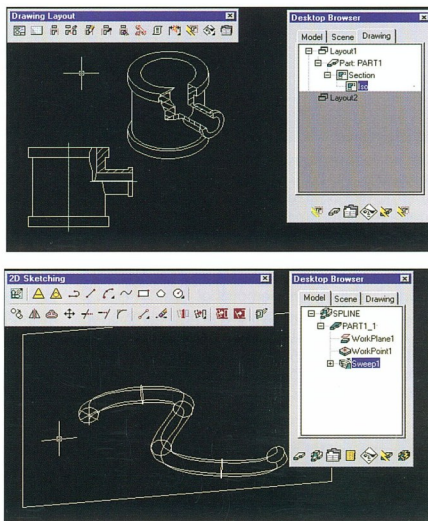 Drawing Layout
Desktop Browser
Model Scene Drawing
Layout1
Part: PART1
Section
Iso
Layout2
2D Sketching
Desktop Browser
Model Scene Drawing
SPLINE
PART1_1
WorkPlane1
WorkPoint1
Sweep1